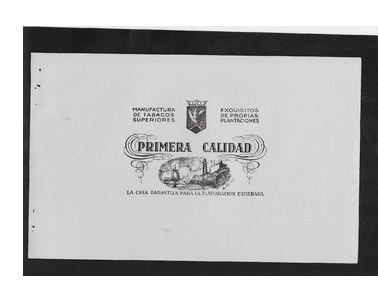 MANUFACTURA
DE TABACOS
SUPERIORES
EXQUISITOS
DE PROPIAS
PLANTACIONES
PRIMERA CALIDAD
LA CASA GARANTIZA PARA LA ELABORACION ESMERADA